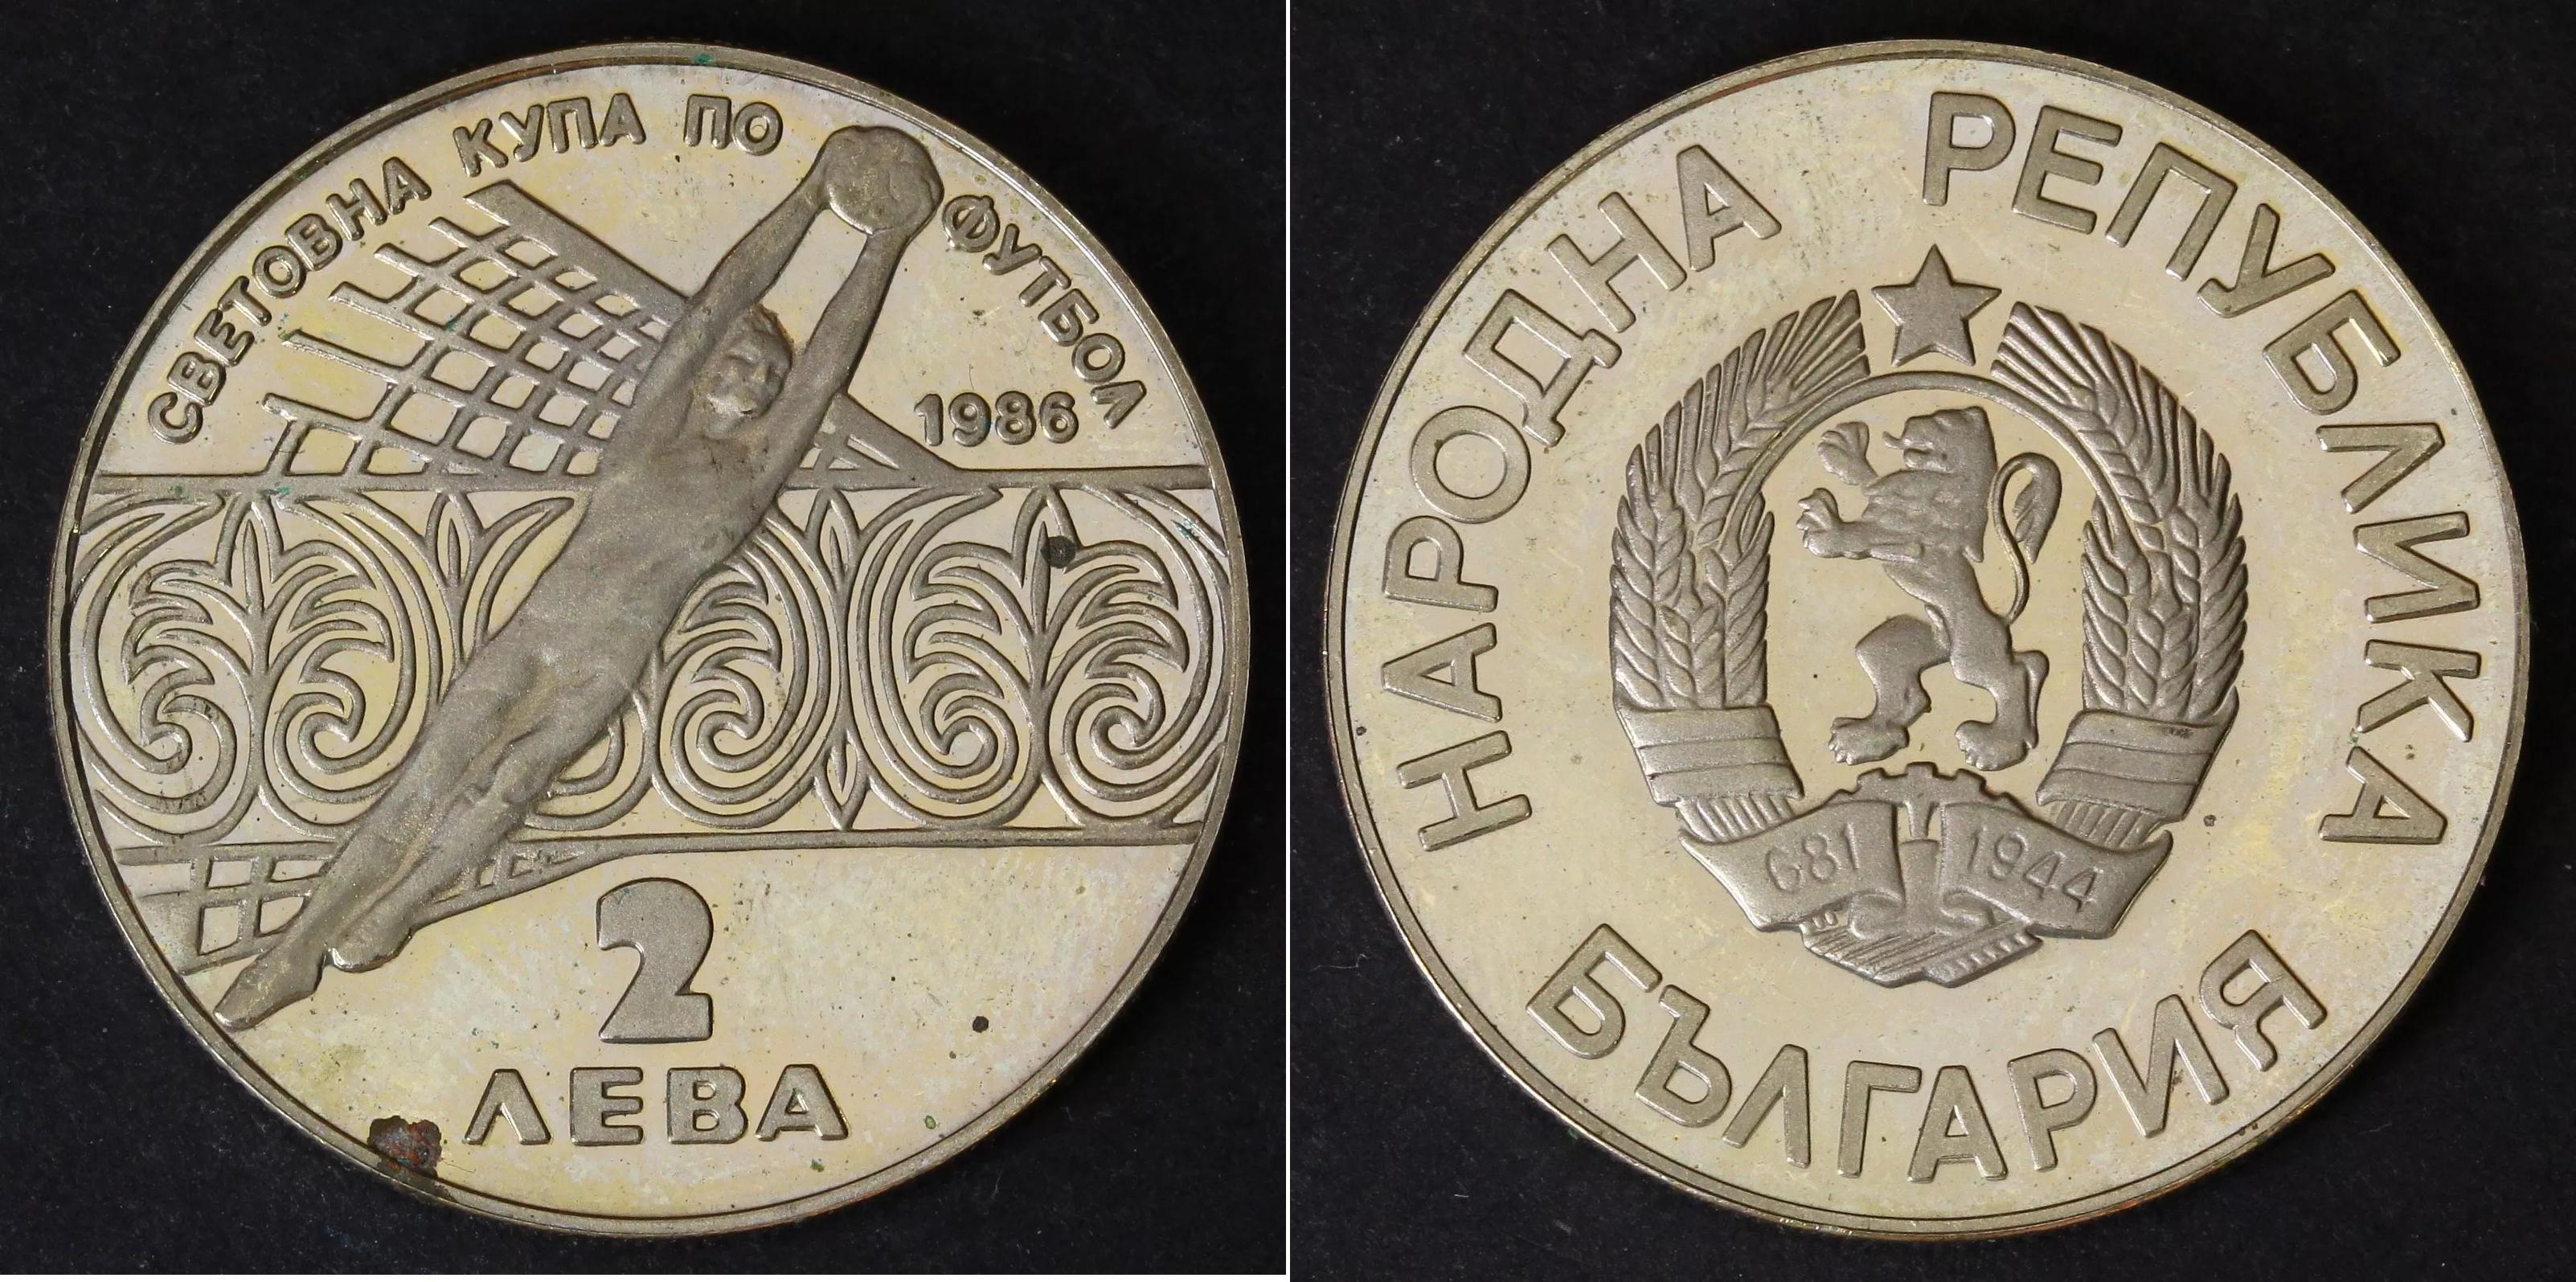 СВЕТОВНА КУПА ПО ФУТБОЛ
1986
2
ЛЕВА
НАРОДНА РЕПУБЛИКА
БЪЛГАРИЯ
681 1944